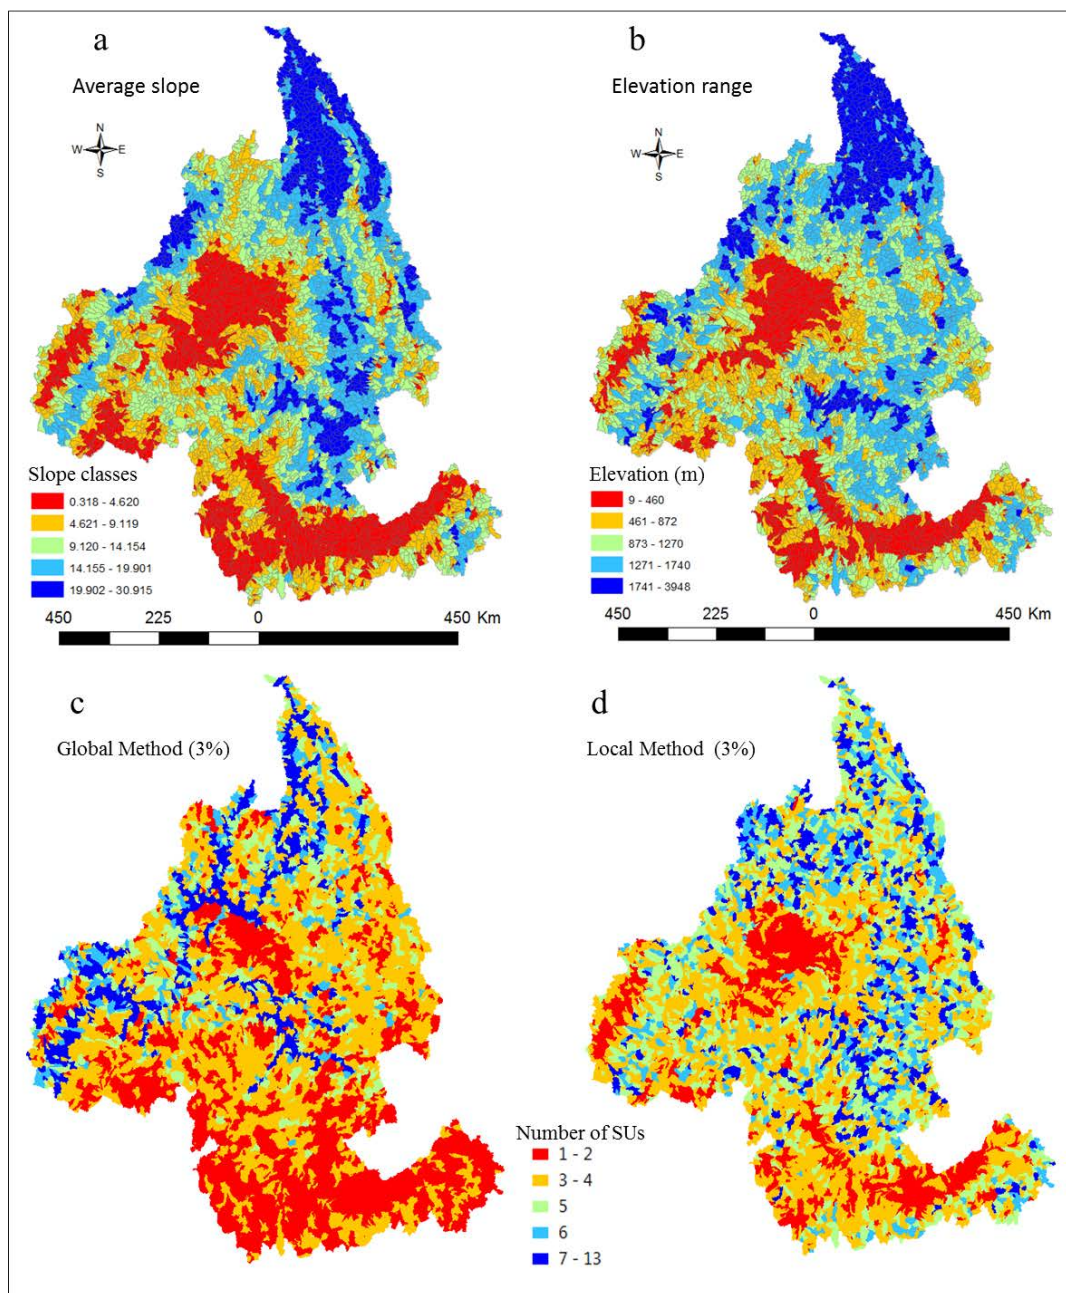 a
Average slope
N
W E
S
Slope classes
0.318 - 4.620
4.621 - 9.119
9.120 - 14.154
14.155 - 19.901
19.902 - 30.915
450 225 0 450 Km
b
Elevation range
N
W E
S
Elevation (m)
9 - 460
461 - 872
873 - 1270
1271 - 1740
1741 - 3948
450 225 0 450 Km
c
Global Method (3%)
d
Local Method (3%)
Number of SUs
1 - 2
3 - 4
5
6
7 - 13